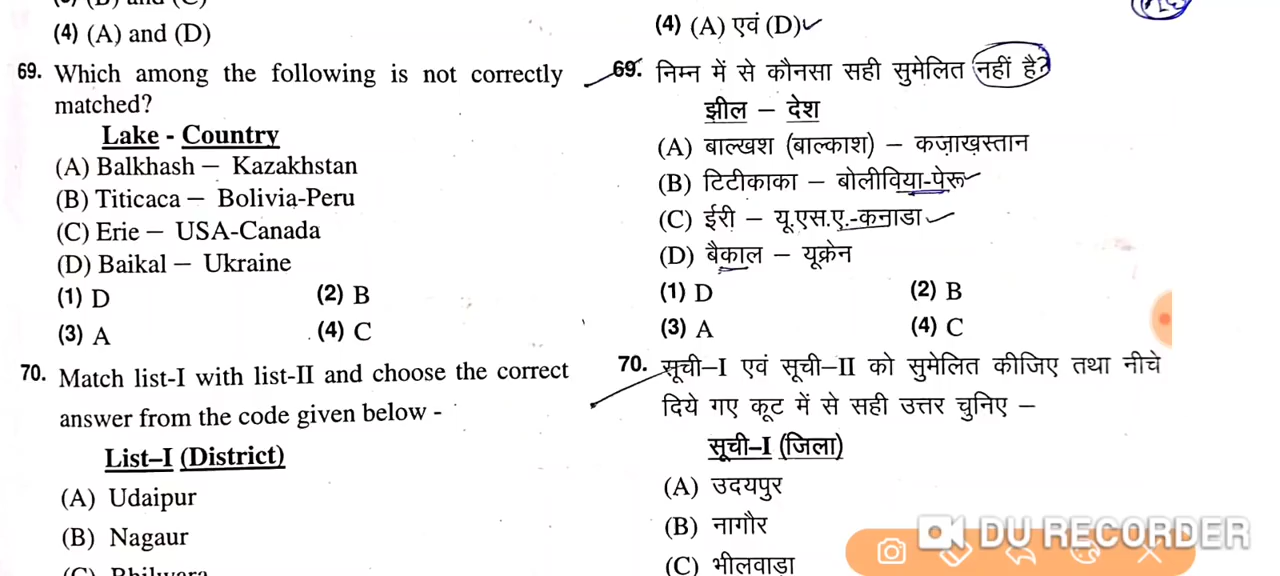 (4) (A) and (D)
69. Which among the following is not correctly
matched?
Lake - Country
(A) Balkhash – Kazakhstan
(B) Titicaca – Bolivia-Peru
(C) Erie – USA-Canada
(D) Baikal – Ukraine
(1) D (2) B
(3) A (4) C
70. Match list-I with list-II and choose the correct
answer from the code given below -
List–I (District)
(A) Udaipur
(B) Nagaur
(C) Bhilwara
(4) (A) एवं (D)
69. निम्न में से कौनसा सही सुमेलित नहीं है?
झील – देश
(A) बाल्खश (बाल्काश) – कज़ाख़स्तान
(B) टिटीकाका – बोलीविया-पेरू
(C) ईरी – यू.एस.ए.-कनाडा
(D) बैकाल – यूक्रेन
(1) D (2) B
(3) A (4) C
70. सूची–I एवं सूची–II को सुमेलित कीजिए तथा नीचे
दिये गए कूट में से सही उत्तर चुनिए –
सूची–I (जिला)
(A) उदयपुर
(B) नागौर
(C) भीलवाड़ा
DU RECORDER